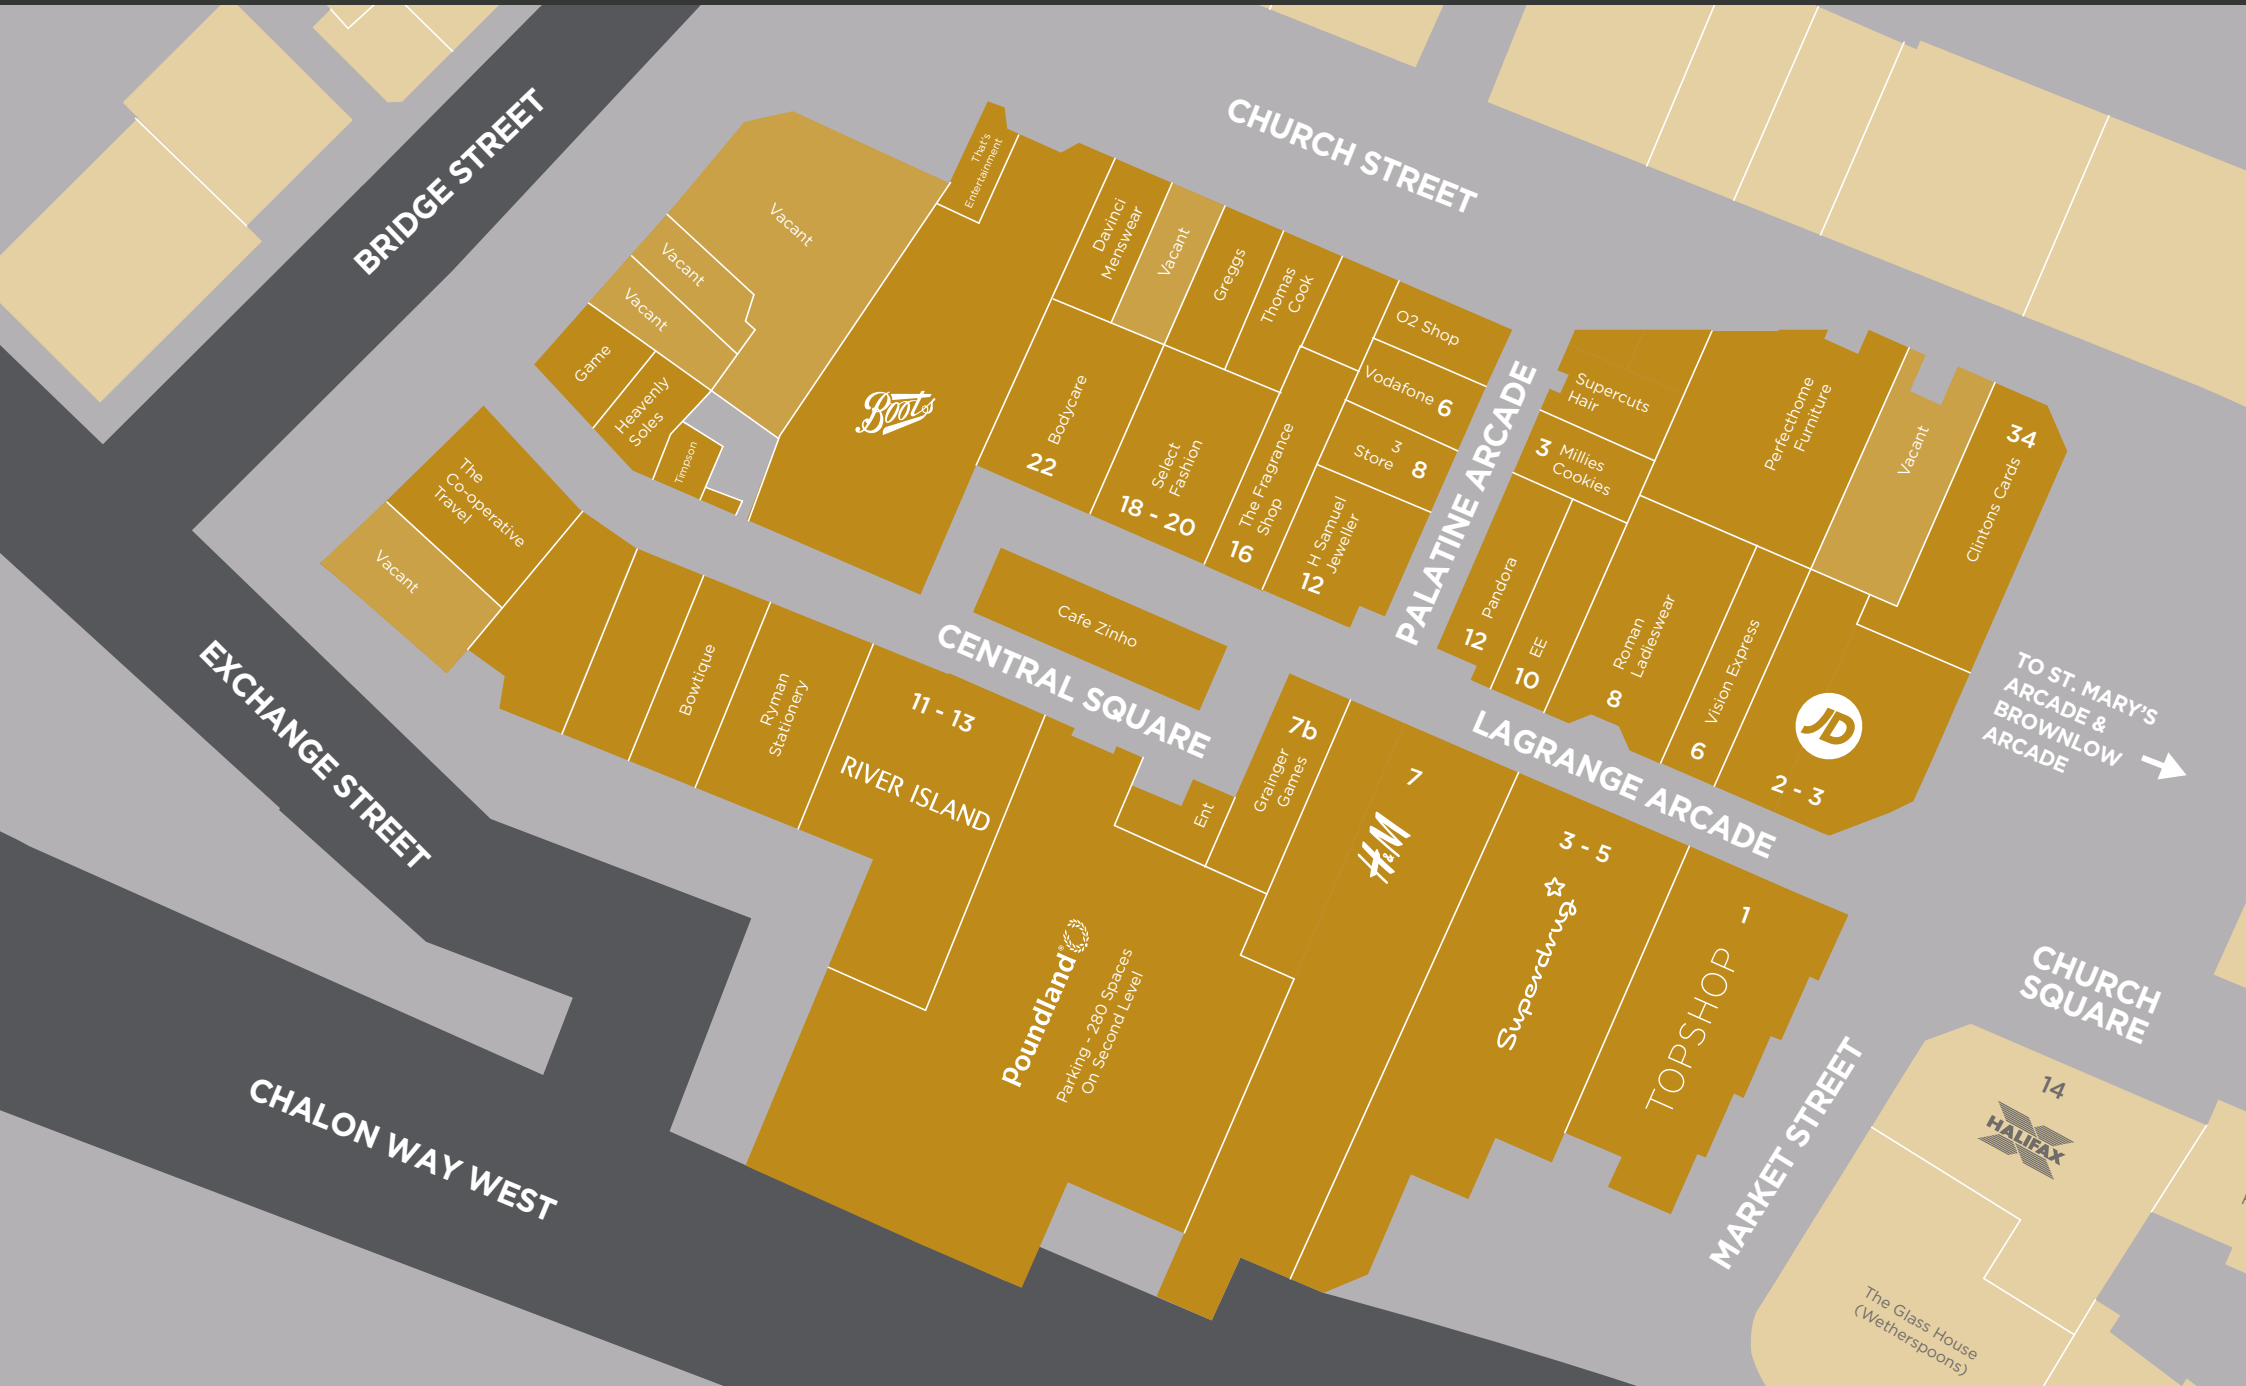 BRIDGE STREET
CHURCH STREET
That's
Entertainment
Vacant
Vacant
Vacant
Game
Heavenly
Soles
Timpson
Boots
Davinci
Menswear
Vacant
Greggs
Thomas
Cook
O2 Shop
Vodafone 6
3
Store 8
H Samuel
Jeweller
12
The Fragrance
Shop
16
Select
Fashion
18 - 20
Bodycare
22
PALATINE ARCADE
Supercuts
Hair
3 Millies
Cookies
Pandora
12
EE
10
Roman
Ladieswear
8
Vision Express
6
Perfecthome
Furniture
Vacant
34
Clintons Cards
JD
2 - 3
TO ST. MARY'S
ARCADE &
BROWNLOW
ARCADE
The
Co-operative
Travel
Vacant
Bowtique
Ryman
Stationery
11 - 13
RIVER ISLAND
Cafe Zinho
CENTRAL SQUARE
LAGRANGE ARCADE
Ent
7b
Grainger
Games
7
H&M
3 - 5
Superdrug
1
TOPSHOP
Poundland®
Parking - 280 Spaces
On Second Level
EXCHANGE STREET
CHALON WAY WEST
MARKET STREET
CHURCH
SQUARE
14
HALIFAX
The Glass House
(Wetherspoons)